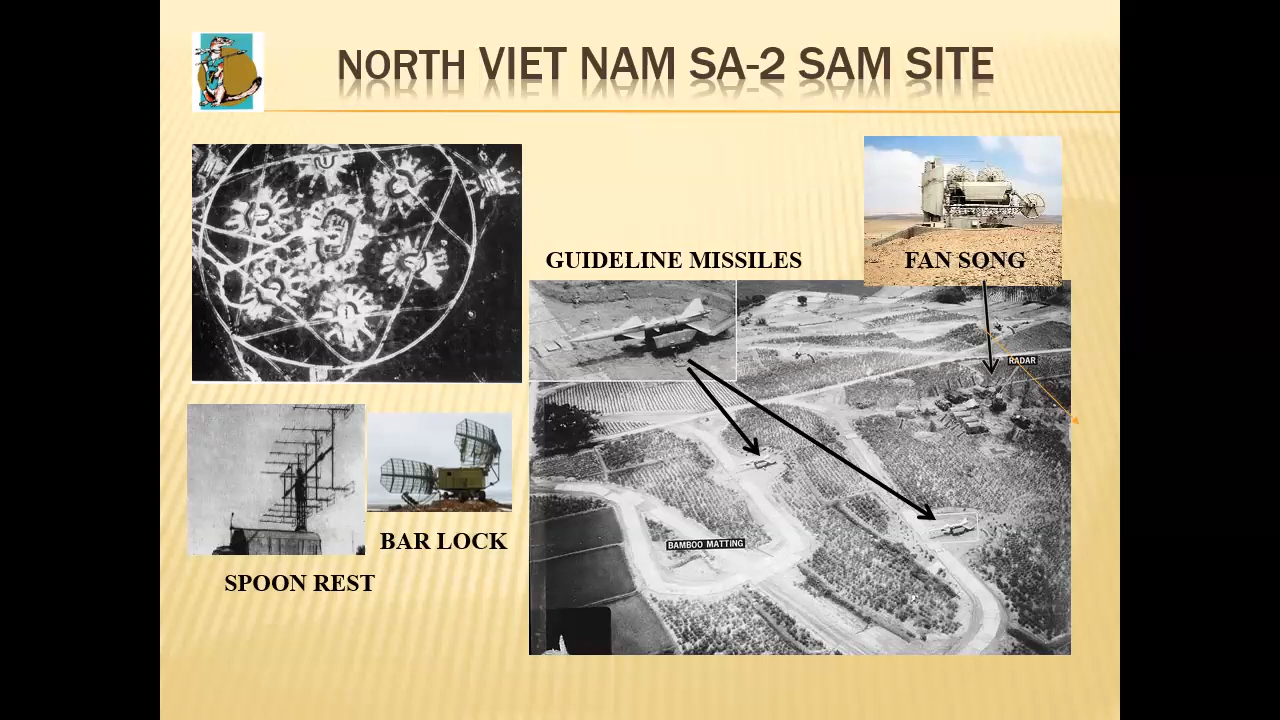 NORTH VIET NAM SA-2 SAM SITE
GUIDELINE MISSILES
FAN SONG
RADAR
BAMBOO MATTING
BAR LOCK
SPOON REST